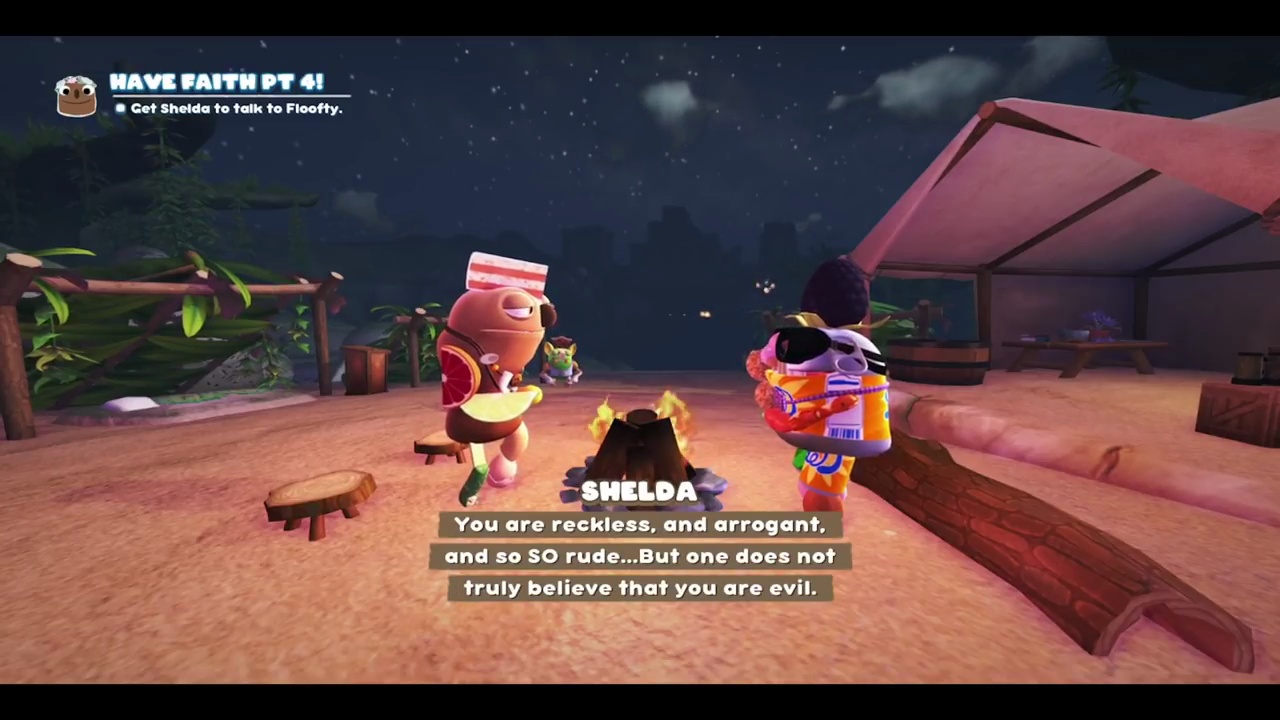 HAVE FAITH PT 4!
Get Shelda to talk to Floofty.
SHELDA
You are reckless, and arrogant,
and so SO rude...But one does not
truly believe that you are evil.